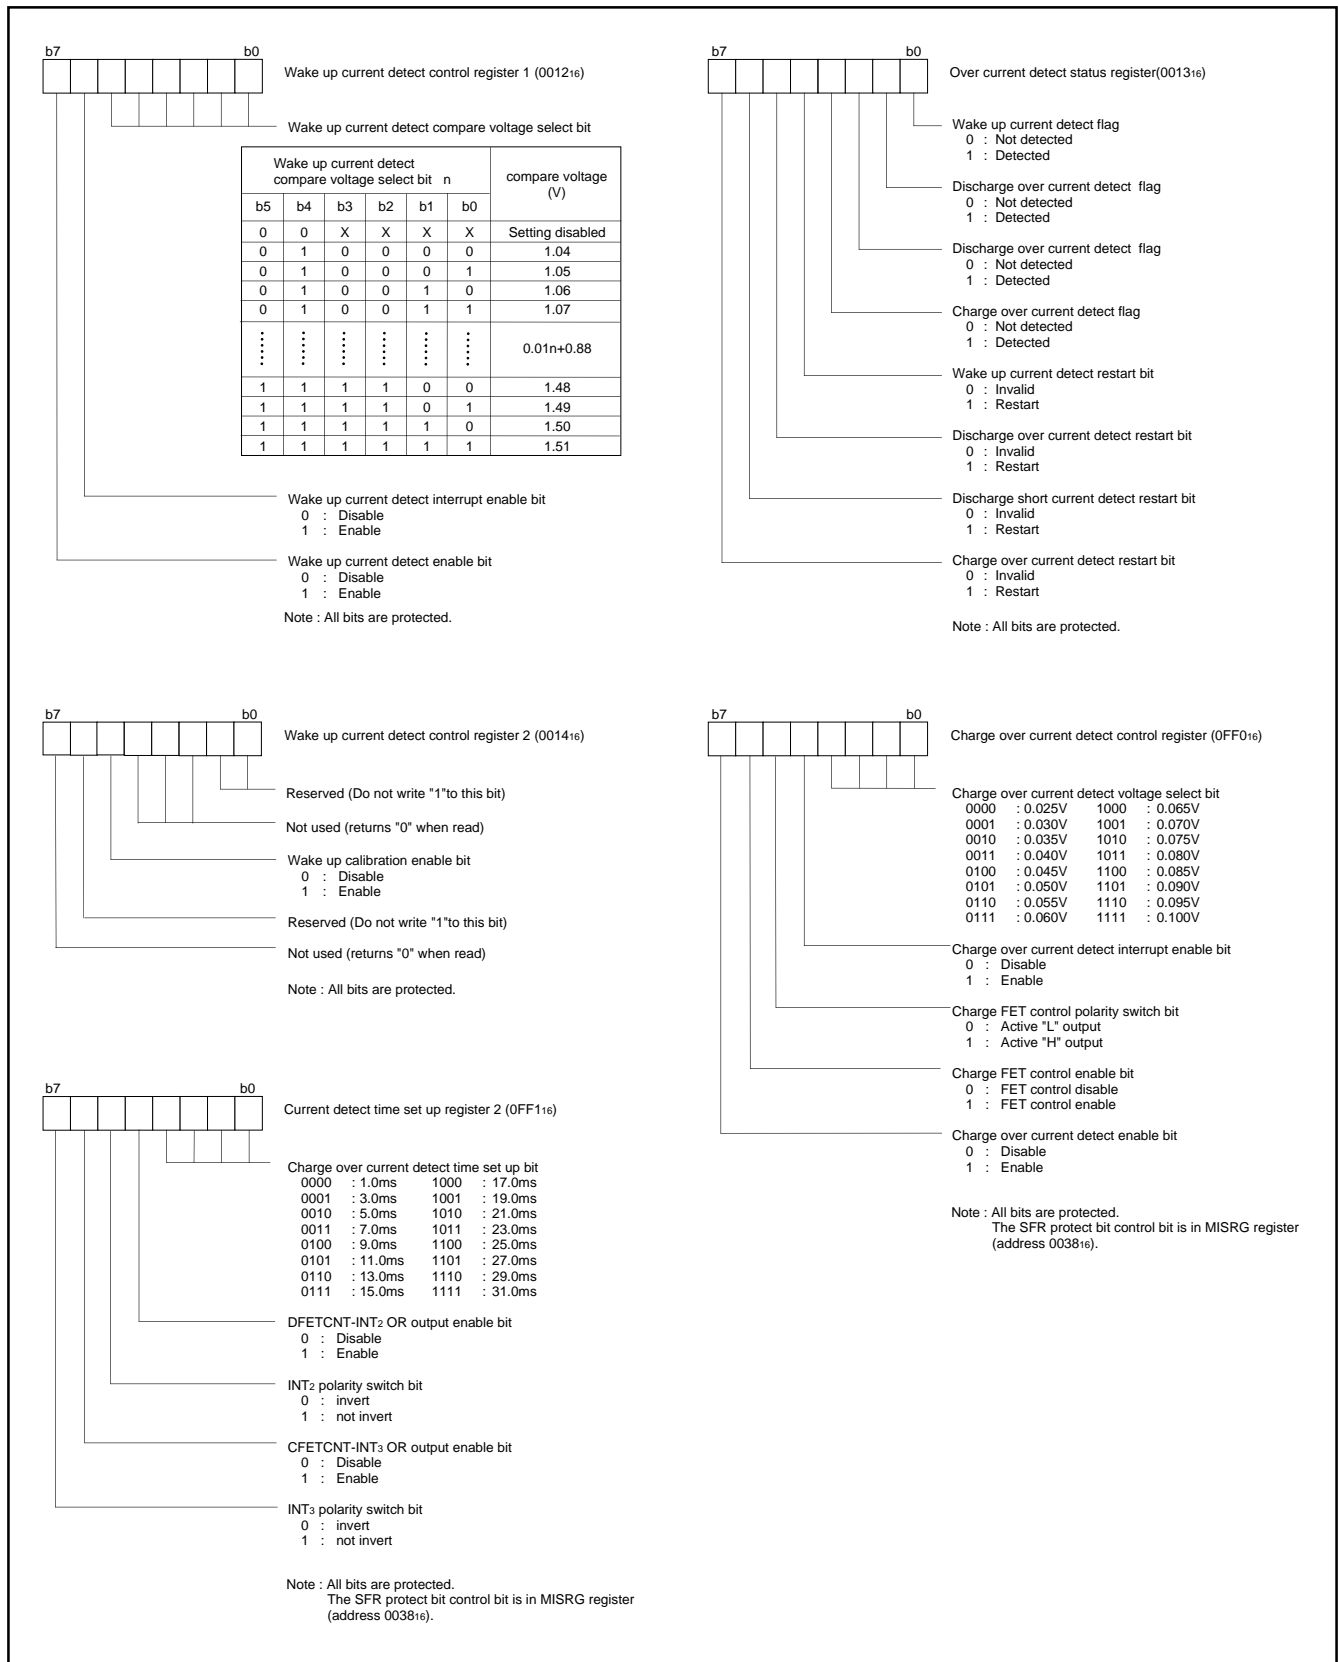 b7 b0
Wake up current detect control register 1 (0012₁₆)
Wake up current detect compare voltage select bit
Wake up current detect
compare voltage select bit n
compare voltage
(V)
b5 b4 b3 b2 b1 b0
0 0 X X X X Setting disabled
0 1 0 0 0 0 1.04
0 1 0 0 0 1 1.05
0 1 0 0 1 0 1.06
0 1 0 0 1 1 1.07
0.01n+0.88
1 1 1 1 0 0 1.48
1 1 1 1 0 1 1.49
1 1 1 1 1 0 1.50
1 1 1 1 1 1 1.51
Wake up current detect interrupt enable bit
0 : Disable
1 : Enable
Wake up current detect enable bit
0 : Disable
1 : Enable
Note : All bits are protected.
b7 b0
Over current detect status register(0013₁₆)
Wake up current detect flag
0 : Not detected
1 : Detected
Discharge over current detect flag
0 : Not detected
1 : Detected
Discharge over current detect flag
0 : Not detected
1 : Detected
Charge over current detect flag
0 : Not detected
1 : Detected
Wake up current detect restart bit
0 : Invalid
1 : Restart
Discharge over current detect restart bit
0 : Invalid
1 : Restart
Discharge short current detect restart bit
0 : Invalid
1 : Restart
Charge over current detect restart bit
0 : Invalid
1 : Restart
Note : All bits are protected.
b7 b0
Wake up current detect control register 2 (0014₁₆)
Reserved (Do not write "1"to this bit)
Not used (returns "0" when read)
Wake up calibration enable bit
0 : Disable
1 : Enable
Reserved (Do not write "1"to this bit)
Not used (returns "0" when read)
Note : All bits are protected.
b7 b0
Charge over current detect control register (0FF0₁₆)
Charge over current detect voltage select bit
0000 : 0.025V 1000 : 0.065V
0001 : 0.030V 1001 : 0.070V
0010 : 0.035V 1010 : 0.075V
0011 : 0.040V 1011 : 0.080V
0100 : 0.045V 1100 : 0.085V
0101 : 0.050V 1101 : 0.090V
0110 : 0.055V 1110 : 0.095V
0111 : 0.060V 1111 : 0.100V
Charge over current detect interrupt enable bit
0 : Disable
1 : Enable
Charge FET control polarity switch bit
0 : Active "L" output
1 : Active "H" output
Charge FET control enable bit
0 : FET control disable
1 : FET control enable
Charge over current detect enable bit
0 : Disable
1 : Enable
Note : All bits are protected.
The SFR protect bit control bit is in MISRG register
(address 0038₁₆).
b7 b0
Current detect time set up register 2 (0FF1₁₆)
Charge over current detect time set up bit
0000 : 1.0ms 1000 : 17.0ms
0001 : 3.0ms 1001 : 19.0ms
0010 : 5.0ms 1010 : 21.0ms
0011 : 7.0ms 1011 : 23.0ms
0100 : 9.0ms 1100 : 25.0ms
0101 : 11.0ms 1101 : 27.0ms
0110 : 13.0ms 1110 : 29.0ms
0111 : 15.0ms 1111 : 31.0ms
DFETCNT-INT₂ OR output enable bit
0 : Disable
1 : Enable
INT₂ polarity switch bit
0 : invert
1 : not invert
CFETCNT-INT₃ OR output enable bit
0 : Disable
1 : Enable
INT₃ polarity switch bit
0 : invert
1 : not invert
Note : All bits are protected.
The SFR protect bit control bit is in MISRG register
(address 0038₁₆).